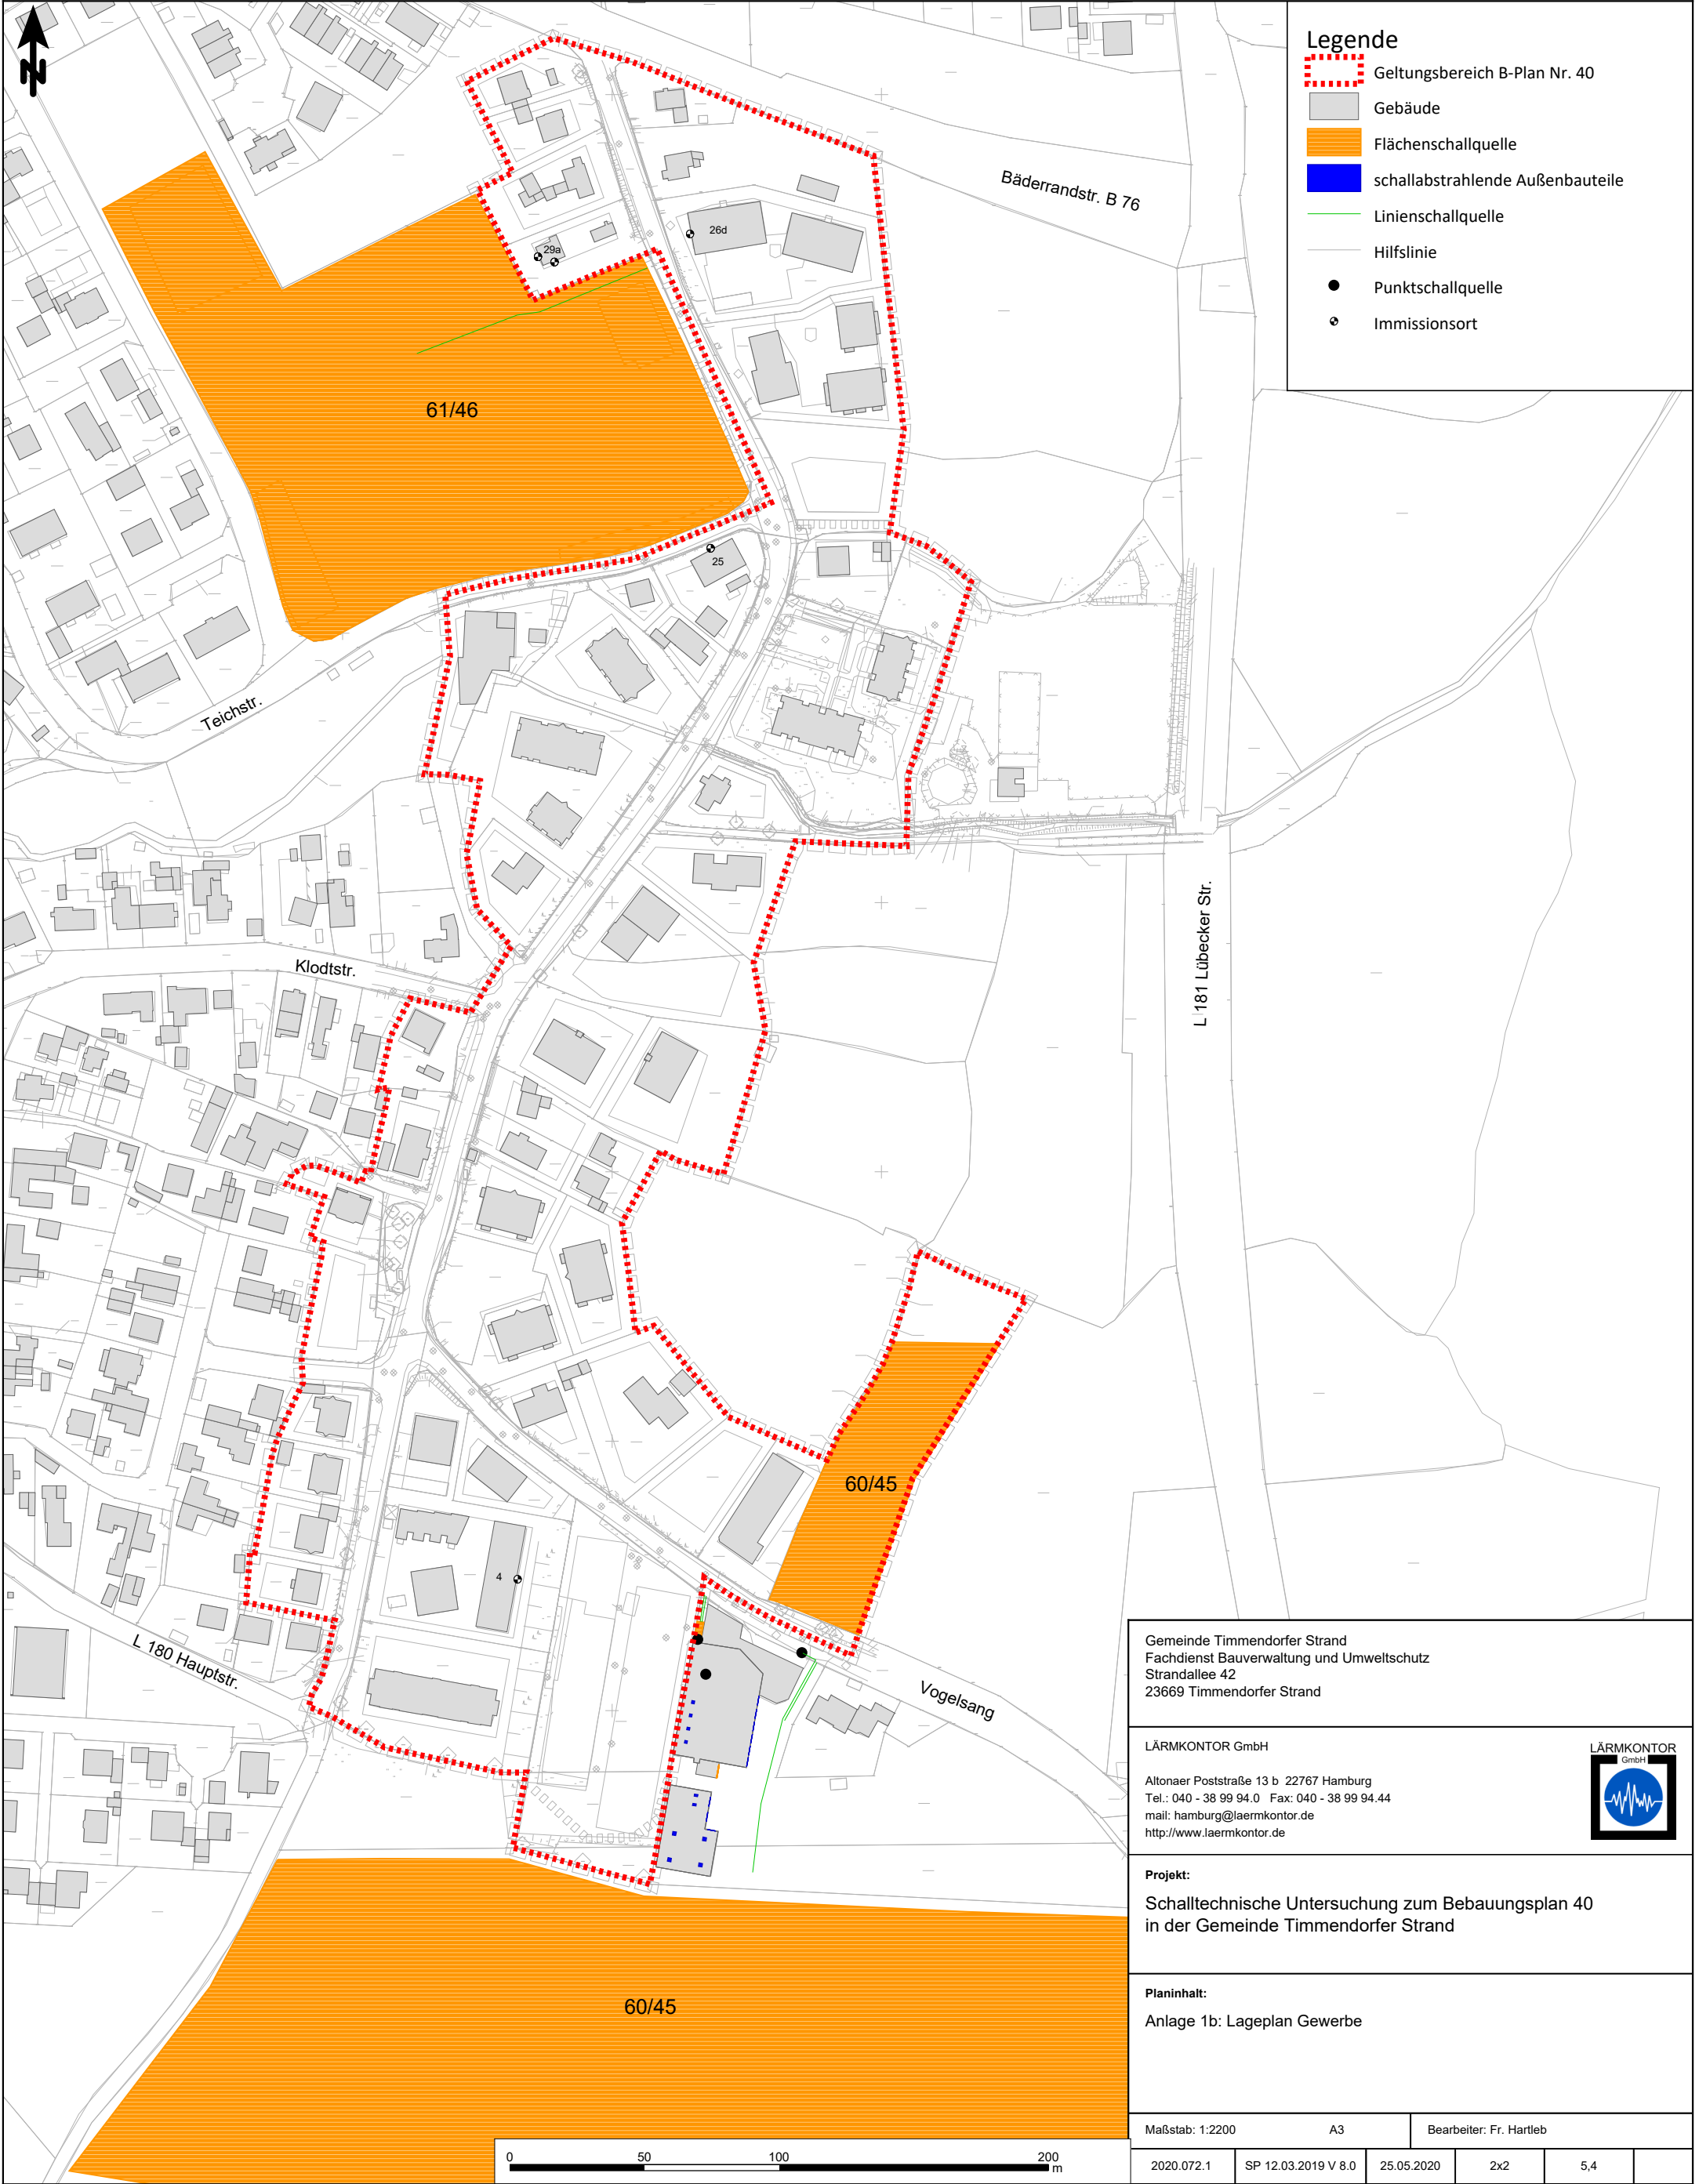 N
Legende
Geltungsbereich B-Plan Nr. 40
Gebäude
Flächenschallquelle
schallabstrahlende Außenbauteile
Linienschallquelle
Hilfslinie
Punktschallquelle
Immissionsort
Bäderrandstr. B 76
26d
29a
61/46
25
Teichstr.
Klodtstr.
L 181 Lübecker Str.
60/45
4
L 180 Hauptstr.
Vogelsang
60/45
0 50 100 200
m
Gemeinde Timmendorfer Strand
Fachdienst Bauverwaltung und Umweltschutz
Strandallee 42
23669 Timmendorfer Strand
LÄRMKONTOR GmbH
Altonaer Poststraße 13 b 22767 Hamburg
Tel.: 040 - 38 99 94.0 Fax: 040 - 38 99 94.44
mail: hamburg@laermkontor.de
http://www.laermkontor.de
LÄRMKONTOR
GmbH
Projekt:
Schalltechnische Untersuchung zum Bebauungsplan 40
in der Gemeinde Timmendorfer Strand
Planinhalt:
Anlage 1b: Lageplan Gewerbe
Maßstab: 1:2200 A3 Bearbeiter: Fr. Hartleb
2020.072.1 SP 12.03.2019 V 8.0 25.05.2020 2x2 5,4